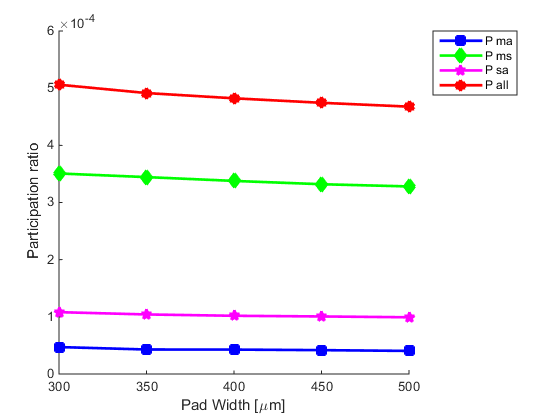 ×10-4
6
5
4
3
2
1
0
300 350 400 450 500
Participation ratio
Pad Width [μm]
P ma
P ms
P sa
P all